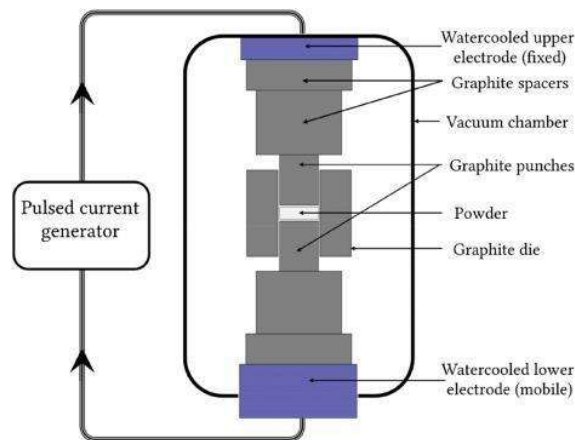 Watercooled upper
electrode (fixed)
Graphite spacers
Vacuum chamber
Graphite punches
Pulsed current
generator
Powder
Graphite die
Watercooled lower
electrode (mobile)